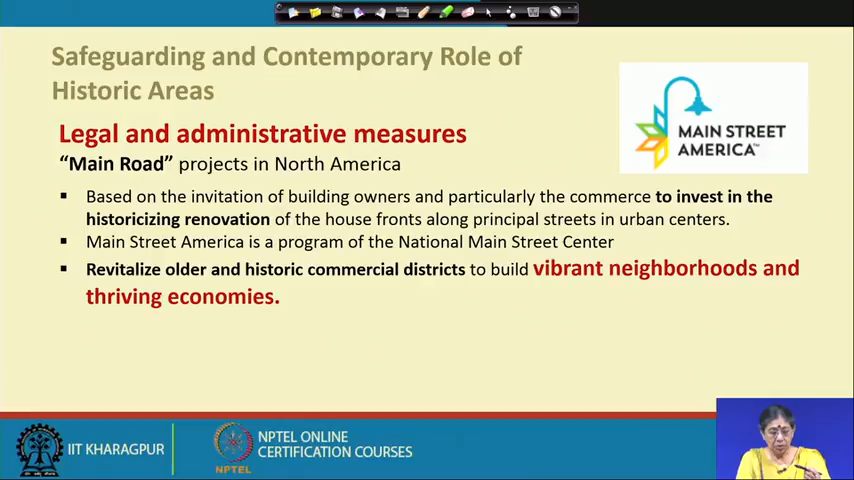 Safeguarding and Contemporary Role of
Historic Areas
MAIN STREET
AMERICA™
Legal and administrative measures
“Main Road” projects in North America
▪ Based on the invitation of building owners and particularly the commerce to invest in the
historicizing renovation of the house fronts along principal streets in urban centers.
▪ Main Street America is a program of the National Main Street Center
▪ Revitalize older and historic commercial districts to build vibrant neighborhoods and
thriving economies.
IIT KHARAGPUR
NPTEL
NPTEL ONLINE
CERTIFICATION COURSES